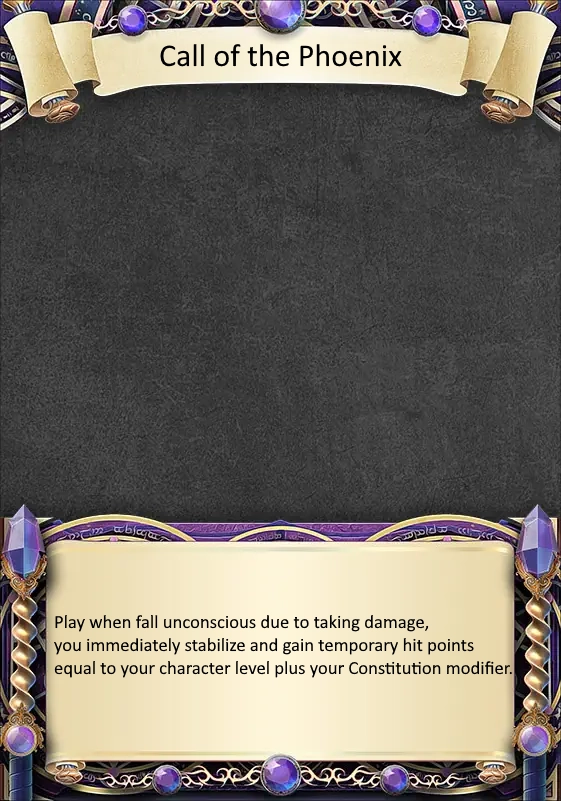 Call of the Phoenix
Play when fall unconscious due to taking damage,
you immediately stabilize and gain temporary hit points
equal to your character level plus your Constitution modifier.